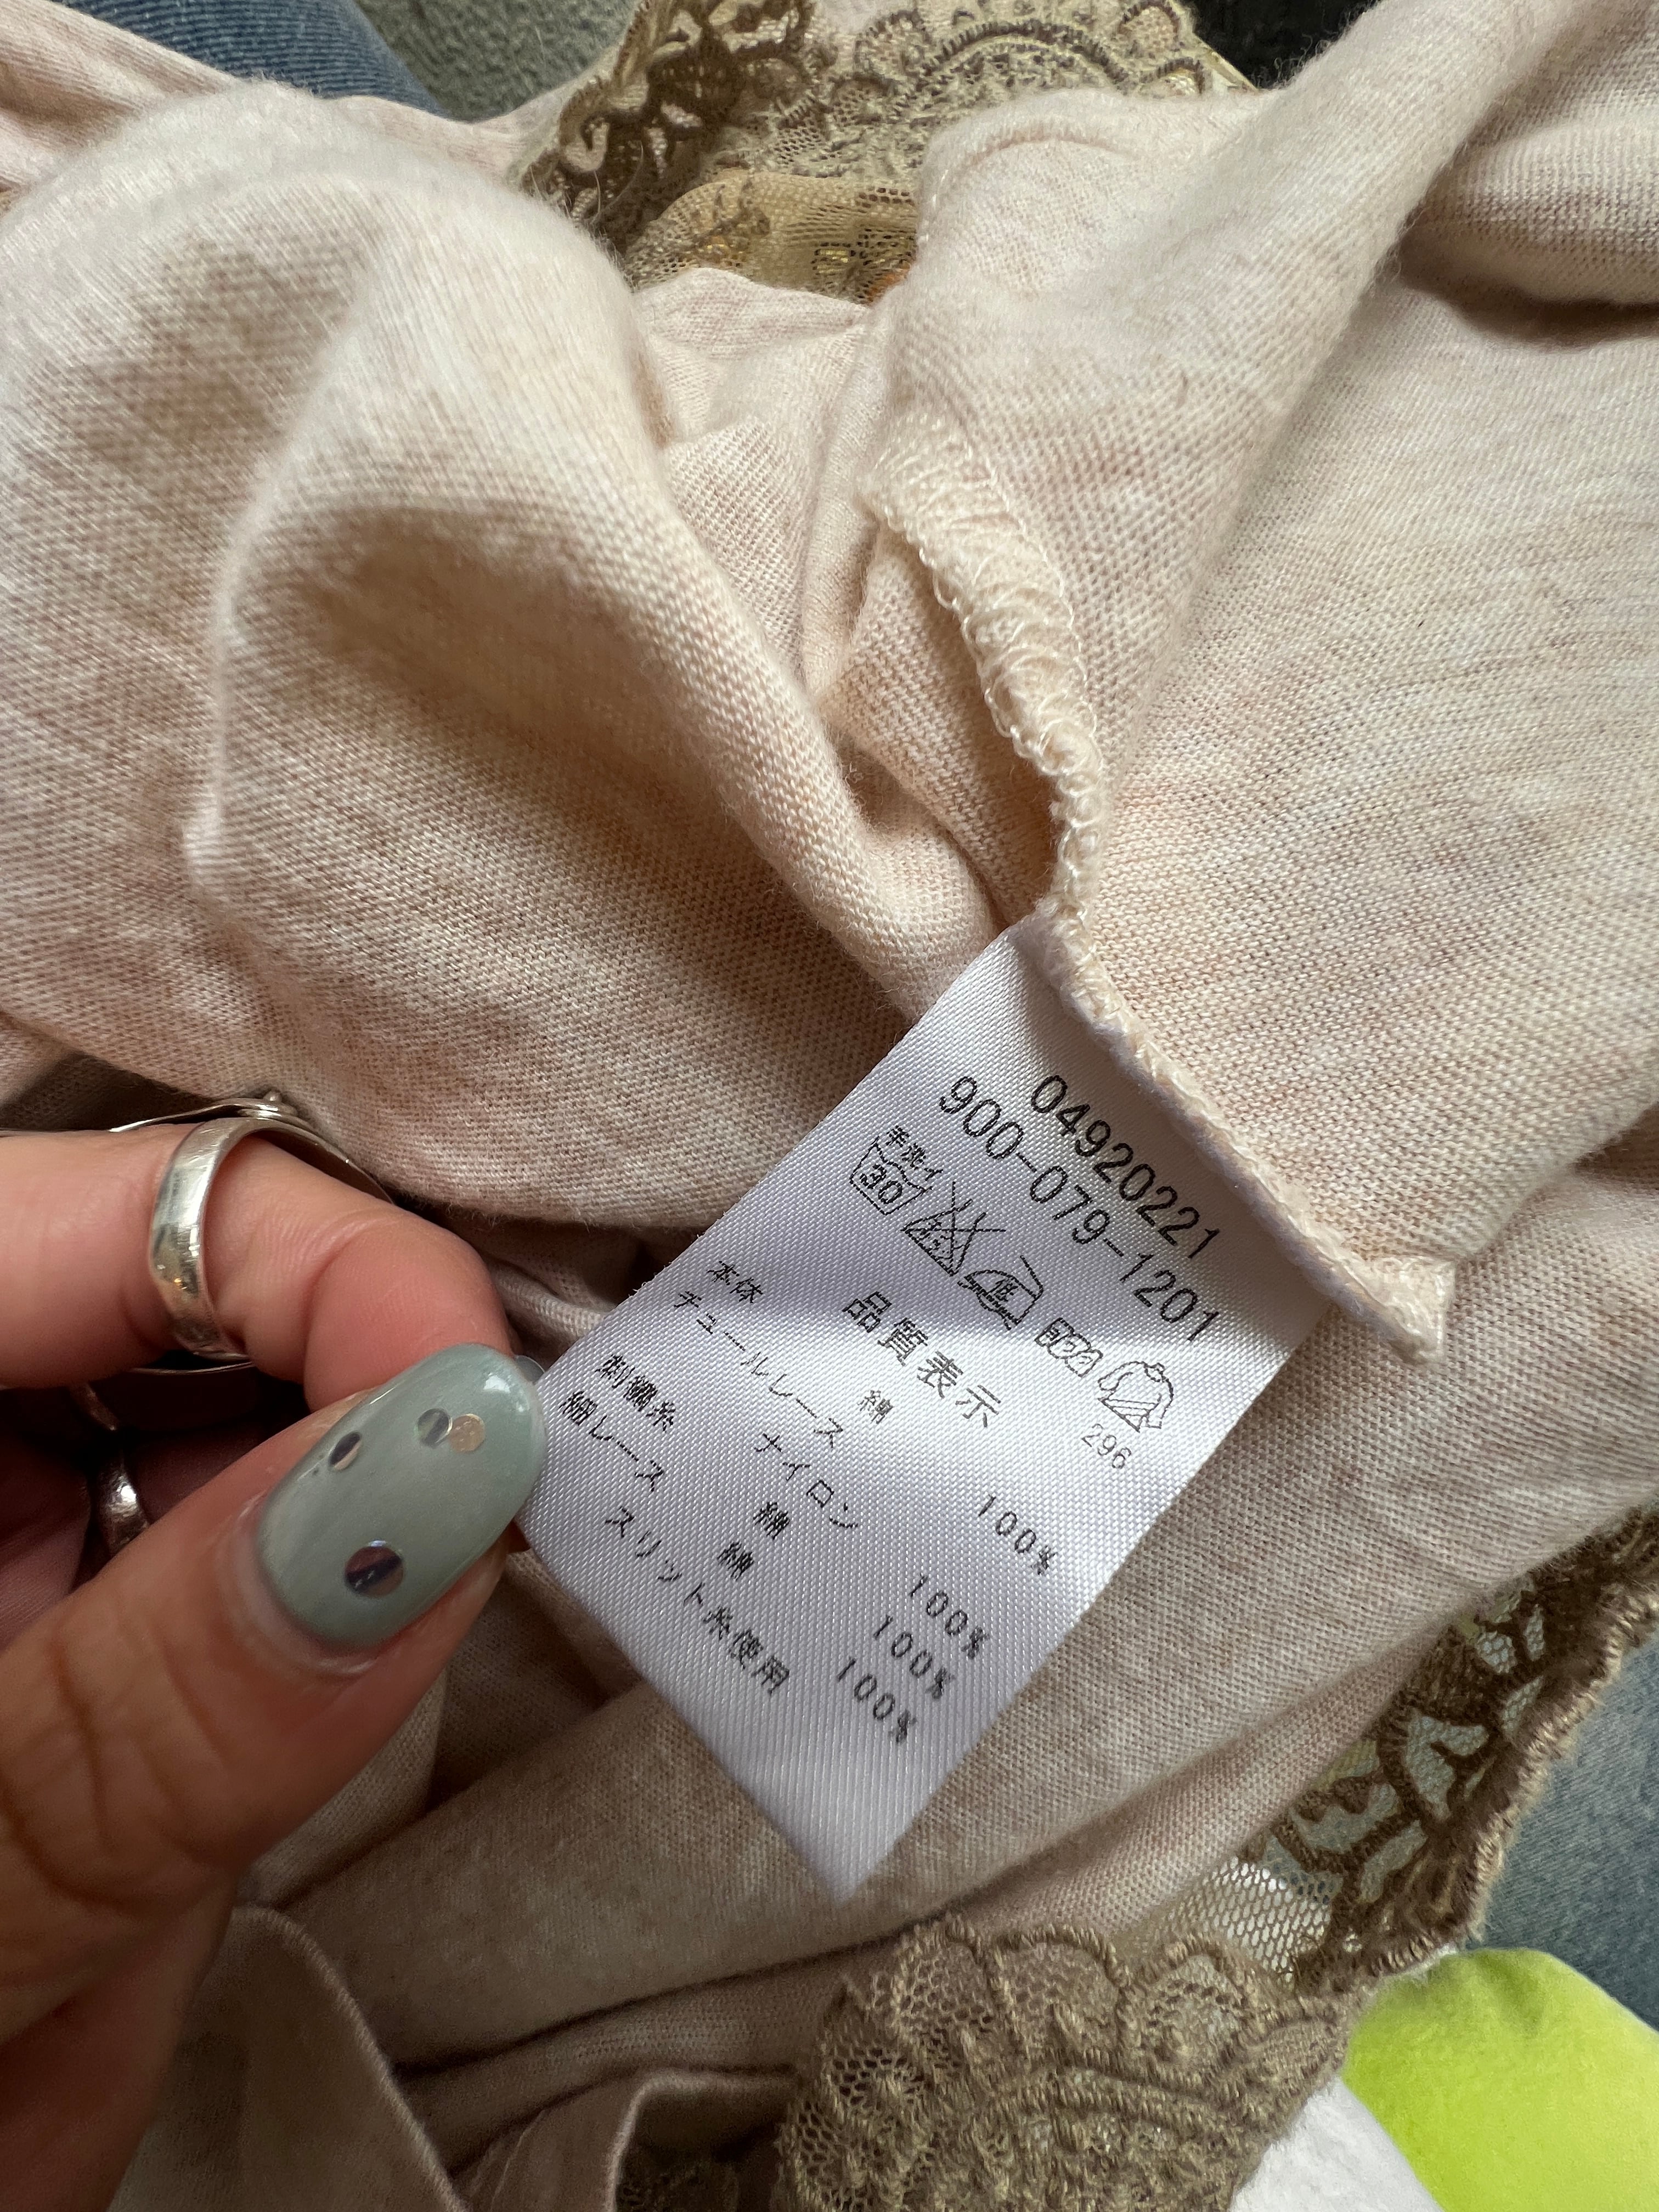 04920221
900-079-1201
手洗イ
30
低
296
品質表示
本体 綿 100%
チュールレース ナイロン 100%
刺繍糸 綿 100%
細レース 綿 100%
スリット糸使用